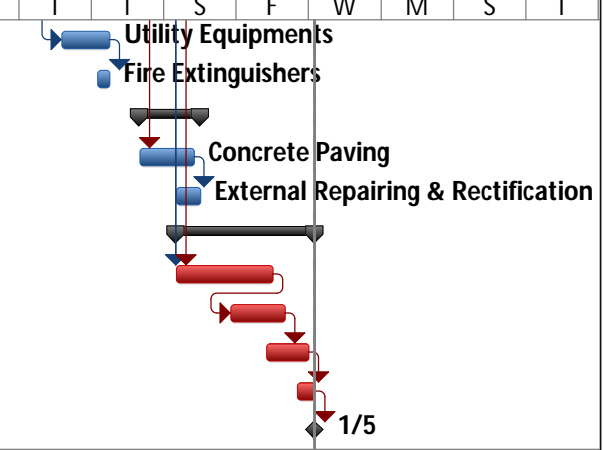 T T S F W M S T
Utility Equipments
Fire Extinguishers
Concrete Paving
External Repairing & Rectification
1/5